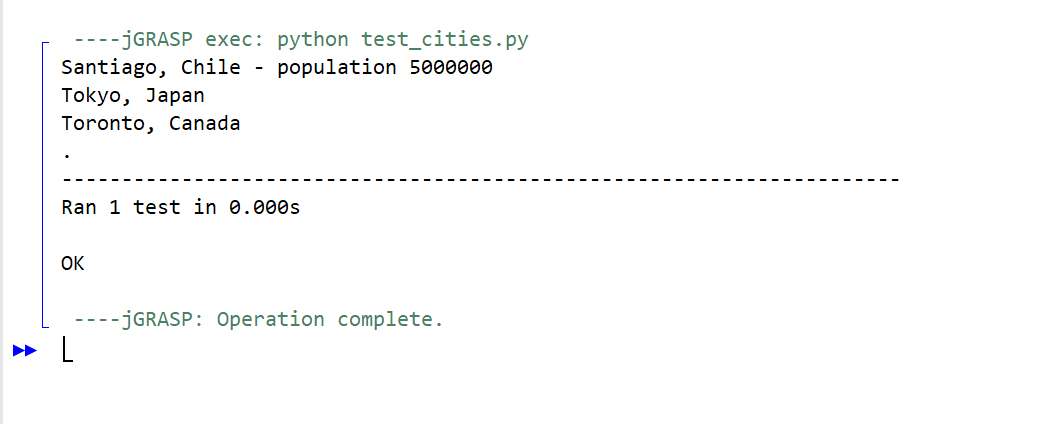 ----jGRASP exec: python test_cities.py
Santiago, Chile - population 5000000
Tokyo, Japan
Toronto, Canada
.
----------------------------------------------------------------------
Ran 1 test in 0.000s
OK
----jGRASP: Operation complete.